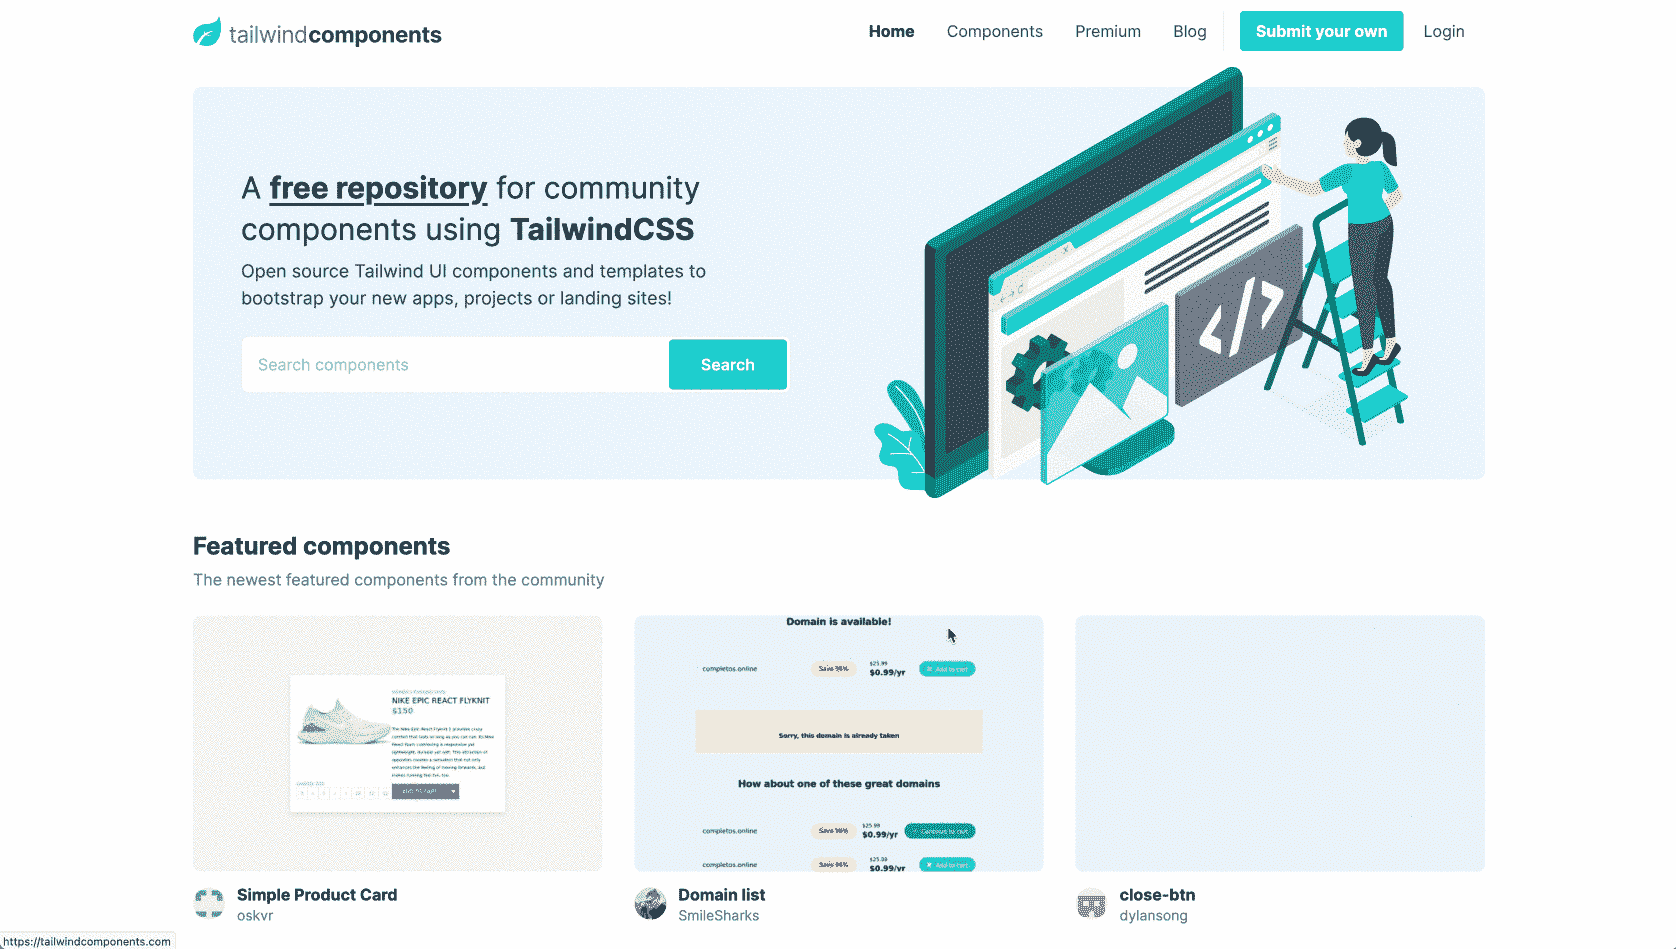 tailwindcomponents
Home Components Premium Blog Submit your own Login
A free repository for community
components using TailwindCSS
Open source Tailwind UI components and templates to
bootstrap your new apps, projects or landing sites!
Search components Search
Featured components
The newest featured components from the community
NIKE EPIC REACT FLYKNIT
$150
Domain is available!
completos.online Save 96% $25.99 $0.99/yr Add to cart
Sorry, this domain is already taken
How about one of these great domains
completos.online Save 96% $25.99 $0.99/yr Continue to cart
completos.online Save 96% $25.99 $0.99/yr Add to cart
Simple Product Card
oskvr
Domain list
SmileSharks
close-btn
dylansong
https://tailwindcomponents.com